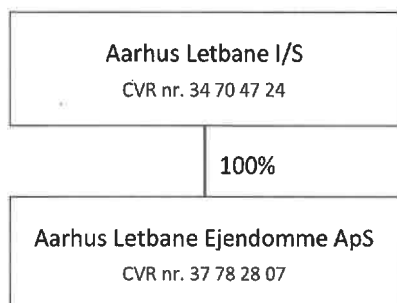 Aarhus Letbane I/S
CVR nr. 34 70 47 24
100%
Aarhus Letbane Ejendomme ApS
CVR nr. 37 78 28 07